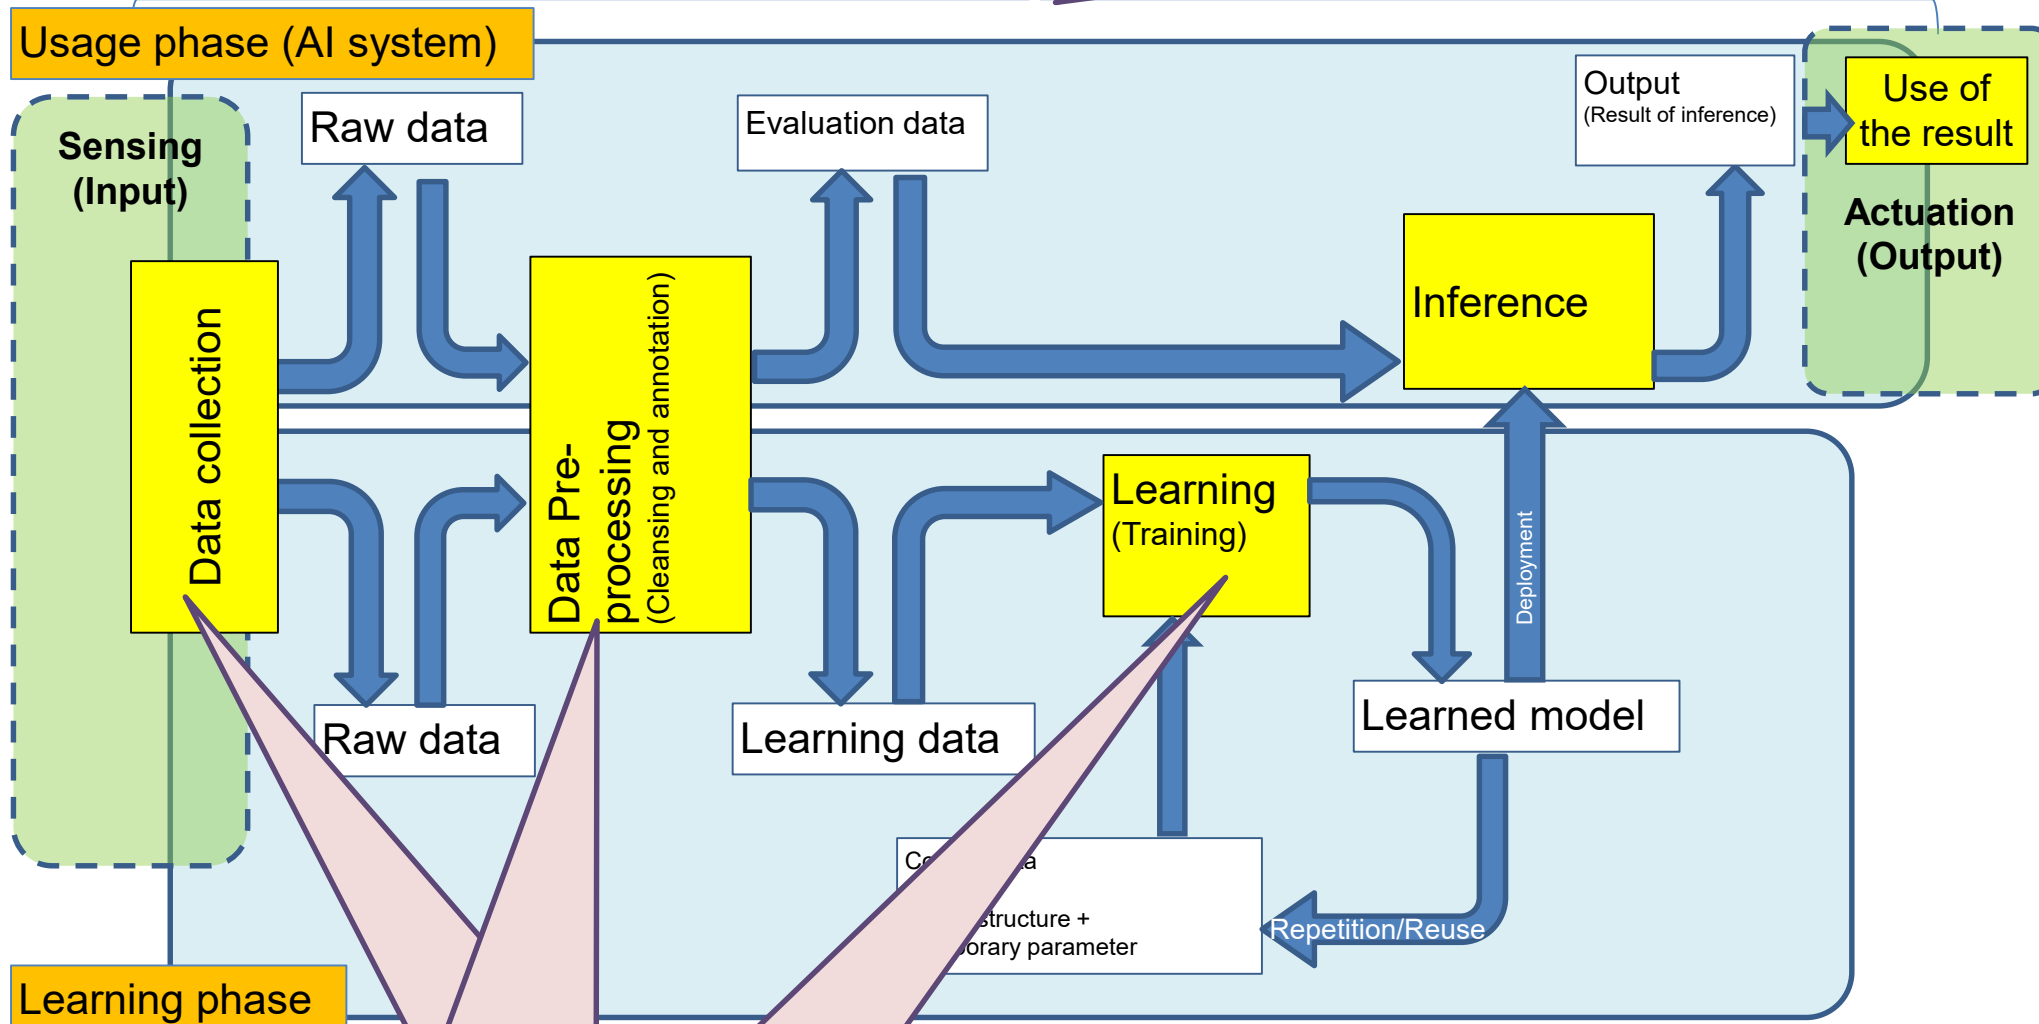 Usage phase (AI system)
Sensing
(Input)
Raw data
Evaluation data
Output
(Result of inference)
Use of
the result
Actuation
(Output)
Data collection
Data Pre-
processing
(Cleansing and annotation)
Inference
Learning
(Training)
Deployment
Raw data
Learning data
Learned model
structure +
parameter
Repetition/Reuse
Learning phase